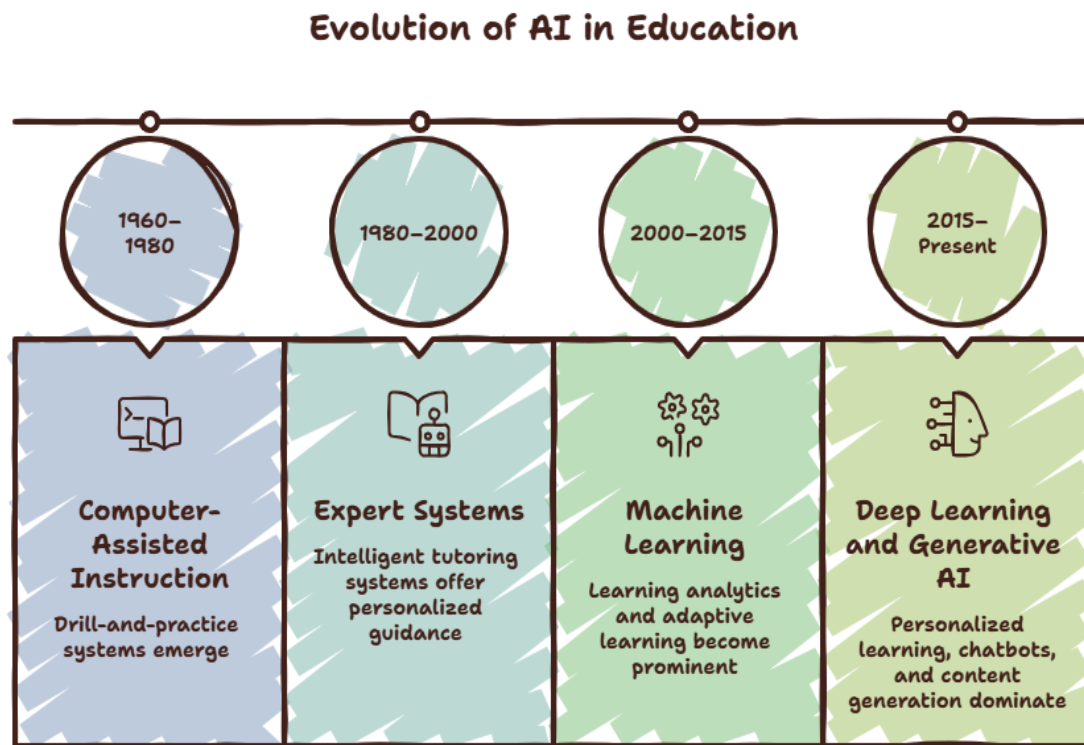 Evolution of AI in Education
1960–
1980
1980–2000
2000–2015
2015–
Present
Computer-
Assisted
Instruction
Drill-and-practice
systems emerge
Expert Systems
Intelligent tutoring
systems offer
personalized
guidance
Machine
Learning
Learning analytics
and adaptive
learning become
prominent
Deep Learning
and Generative
AI
Personalized
learning, chatbots,
and content
generation dominate